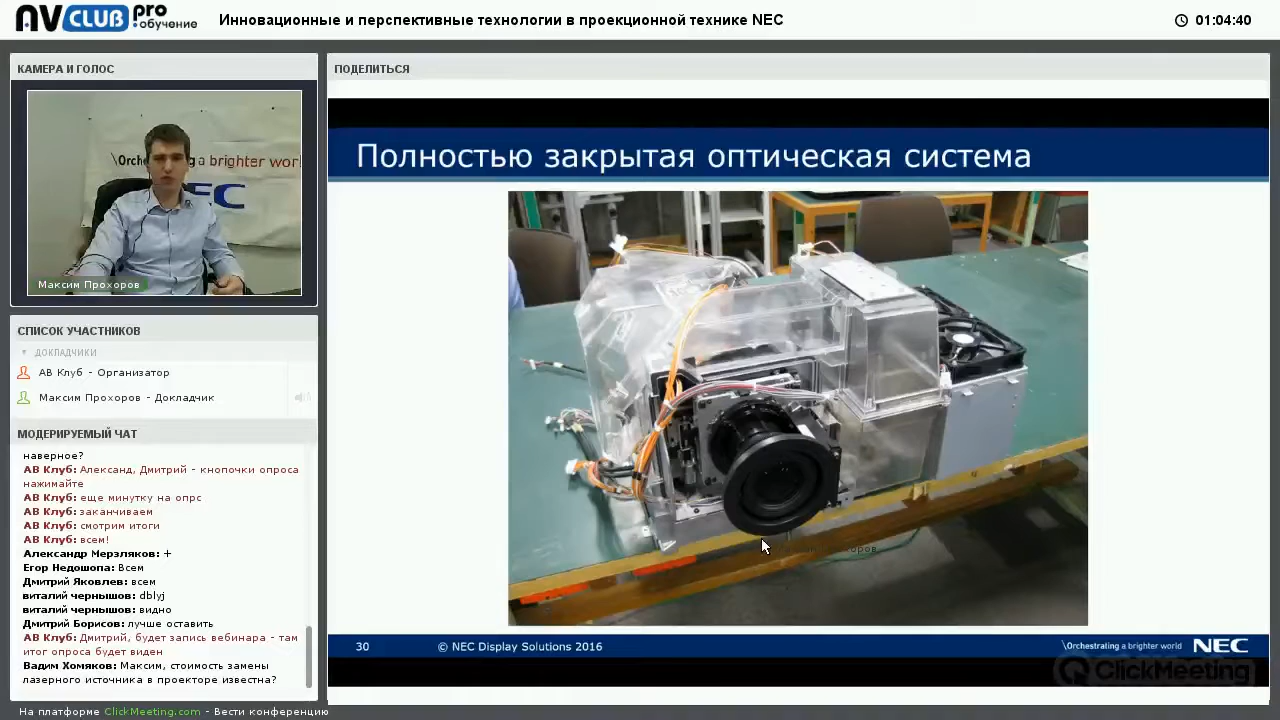 AV CLUB pro обучение
Инновационные и перспективные технологии в проекционной технике NEC
01:04:40
КАМЕРА И ГОЛОС
\Orchestrating a brighter worl
NEC
Максим Прохоров
СПИСОК УЧАСТНИКОВ
ДОКЛАДЧИКИ
АВ Клуб - Организатор
Максим Прохоров - Докладчик
МОДЕРИРУЕМЫЙ ЧАТ
наверное?
АВ Клуб: Александ, Дмитрий - кнопочки опроса
нажимайте
АВ Клуб: еще минутку на опрс
АВ Клуб: заканчиваем
АВ Клуб: смотрим итоги
АВ Клуб: всем!
Александр Мерзляков: +
Егор Недошопа: Всем
Дмитрий Яковлев: всем
виталий чернышов: dblyj
виталий чернышов: видно
Дмитрий Борисов: лучше оставить
АВ Клуб: Дмитрий, будет запись вебинара - там
итог опроса будет виден
Вадим Хомяков: Максим, стоимость замены
лазерного источника в проекторе известна?
На платформе ClickMeeting.com - Вести конференцию
ПОДЕЛИТЬСЯ
Полностью закрытая оптическая система
30
© NEC Display Solutions 2016
\Orchestrating a brighter world
NEC
ClickMeeting